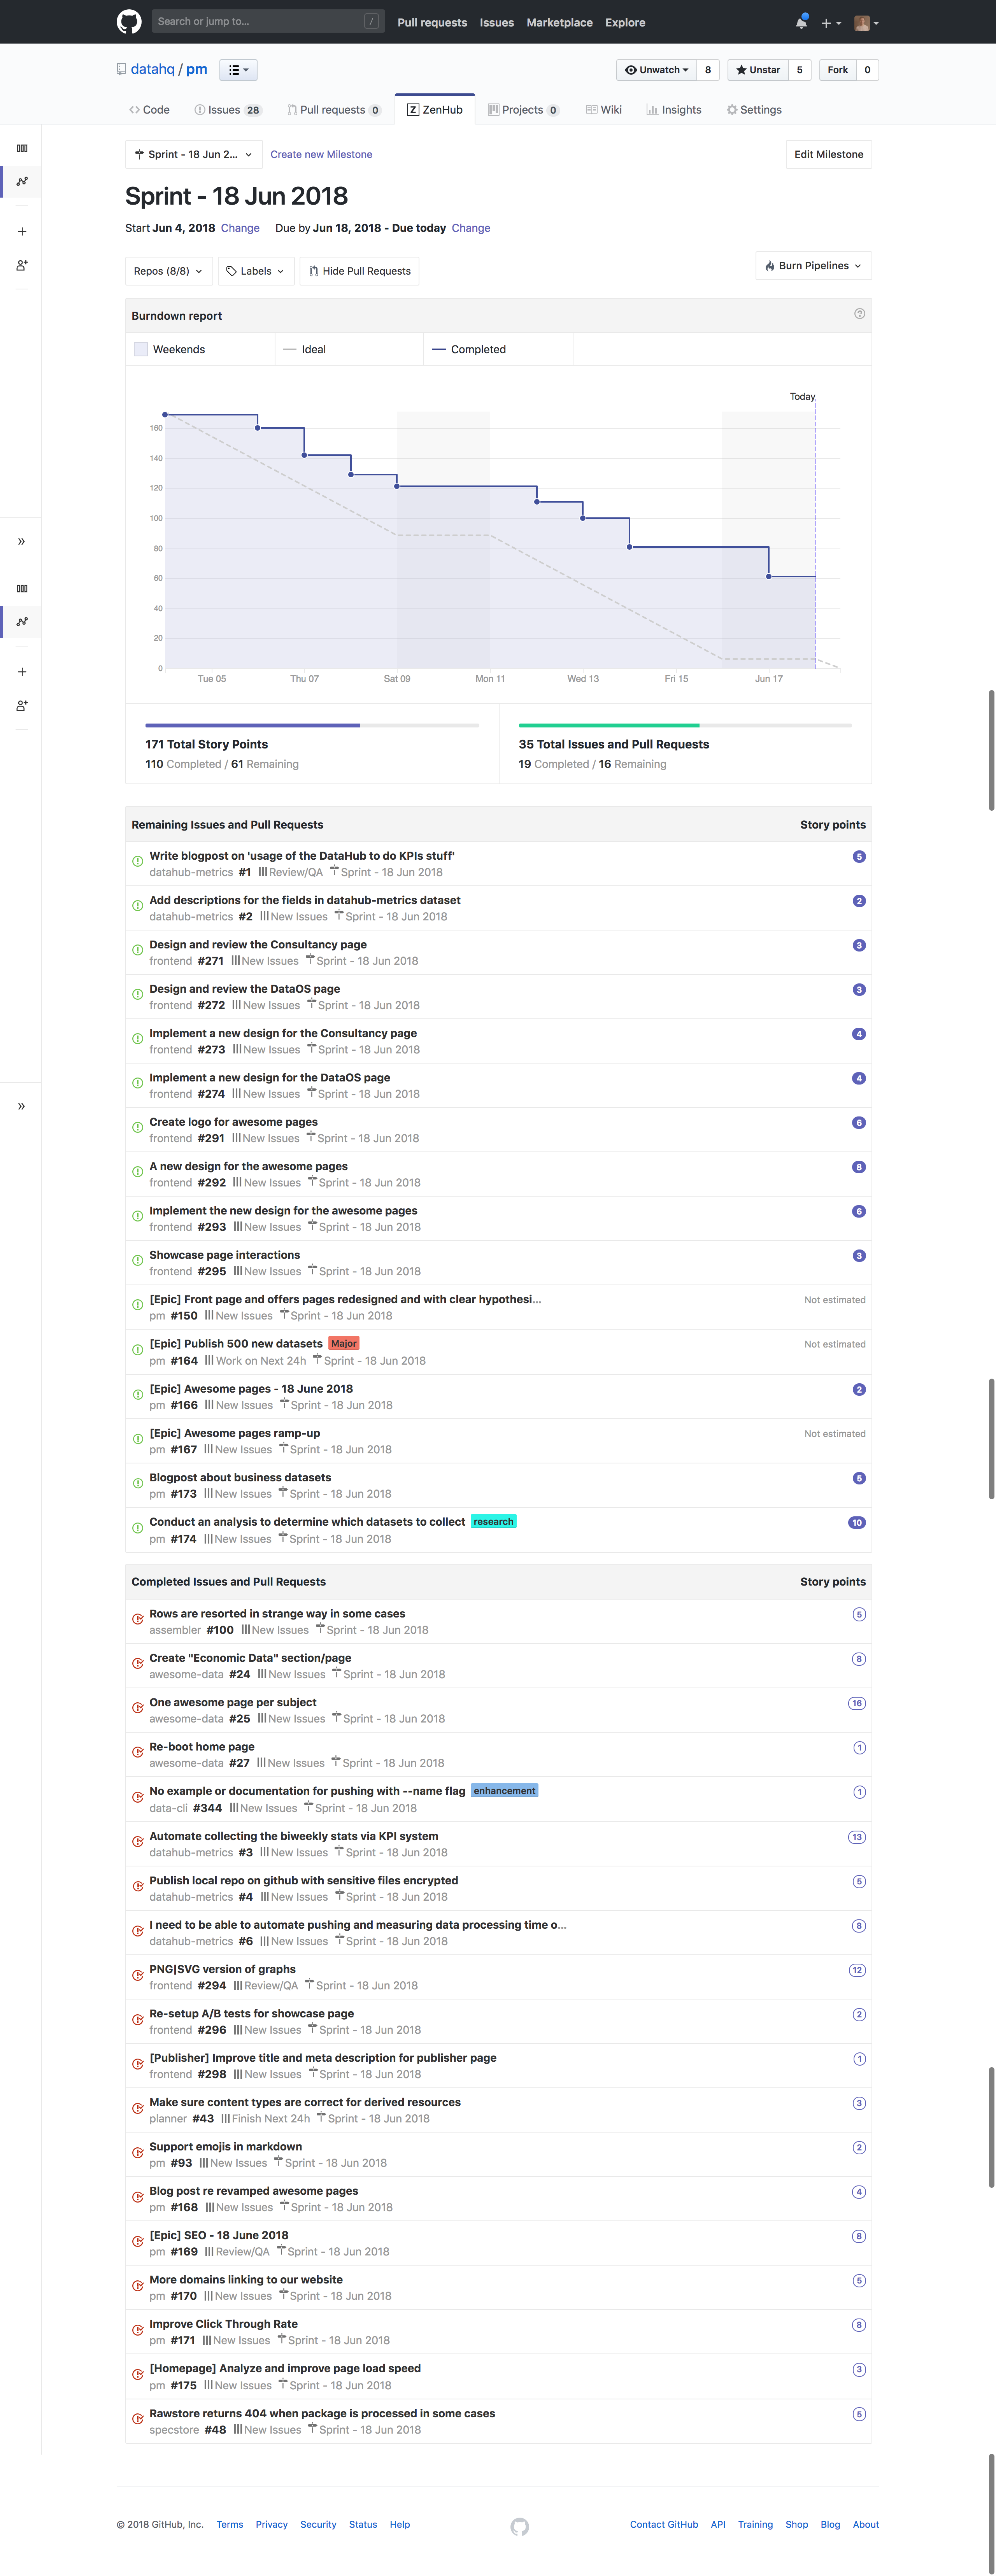 Search or jump to... /
Pull requests Issues Marketplace Explore
datahq / pm
Unwatch 8 Unstar 5 Fork 0
Code Issues 28 Pull requests 0 ZenHub Projects 0 Wiki Insights Settings
Sprint - 18 Jun 2... Create new Milestone Edit Milestone
Sprint - 18 Jun 2018
Start Jun 4, 2018 Change Due by Jun 18, 2018 - Due today Change
Repos (8/8) Labels Hide Pull Requests Burn Pipelines
Burndown report
Weekends Ideal Completed
Today
160
140
120
100
80
60
40
20
0
Tue 05 Thu 07 Sat 09 Mon 11 Wed 13 Fri 15 Jun 17
171 Total Story Points
110 Completed / 61 Remaining
35 Total Issues and Pull Requests
19 Completed / 16 Remaining
Remaining Issues and Pull Requests Story points
Write blogpost on 'usage of the DataHub to do KPIs stuff' 5
datahub-metrics #1 Review/QA Sprint - 18 Jun 2018
Add descriptions for the fields in datahub-metrics dataset 2
datahub-metrics #2 New Issues Sprint - 18 Jun 2018
Design and review the Consultancy page 3
frontend #271 New Issues Sprint - 18 Jun 2018
Design and review the DataOS page 3
frontend #272 New Issues Sprint - 18 Jun 2018
Implement a new design for the Consultancy page 4
frontend #273 New Issues Sprint - 18 Jun 2018
Implement a new design for the DataOS page 4
frontend #274 New Issues Sprint - 18 Jun 2018
Create logo for awesome pages 6
frontend #291 New Issues Sprint - 18 Jun 2018
A new design for the awesome pages 8
frontend #292 New Issues Sprint - 18 Jun 2018
Implement the new design for the awesome pages 6
frontend #293 New Issues Sprint - 18 Jun 2018
Showcase page interactions 3
frontend #295 New Issues Sprint - 18 Jun 2018
[Epic] Front page and offers pages redesigned and with clear hypothesi... Not estimated
pm #150 New Issues Sprint - 18 Jun 2018
[Epic] Publish 500 new datasets Major Not estimated
pm #164 Work on Next 24h Sprint - 18 Jun 2018
[Epic] Awesome pages - 18 June 2018 2
pm #166 New Issues Sprint - 18 Jun 2018
[Epic] Awesome pages ramp-up Not estimated
pm #167 New Issues Sprint - 18 Jun 2018
Blogpost about business datasets 5
pm #173 New Issues Sprint - 18 Jun 2018
Conduct an analysis to determine which datasets to collect research 10
pm #174 New Issues Sprint - 18 Jun 2018
Completed Issues and Pull Requests Story points
Rows are resorted in strange way in some cases 5
assembler #100 New Issues Sprint - 18 Jun 2018
Create "Economic Data" section/page 8
awesome-data #24 New Issues Sprint - 18 Jun 2018
One awesome page per subject 16
awesome-data #25 New Issues Sprint - 18 Jun 2018
Re-boot home page 1
awesome-data #27 New Issues Sprint - 18 Jun 2018
No example or documentation for pushing with --name flag enhancement 1
data-cli #344 New Issues Sprint - 18 Jun 2018
Automate collecting the biweekly stats via KPI system 13
datahub-metrics #3 New Issues Sprint - 18 Jun 2018
Publish local repo on github with sensitive files encrypted 5
datahub-metrics #4 New Issues Sprint - 18 Jun 2018
I need to be able to automate pushing and measuring data processing time o... 8
datahub-metrics #6 New Issues Sprint - 18 Jun 2018
PNG|SVG version of graphs 12
frontend #294 Review/QA Sprint - 18 Jun 2018
Re-setup A/B tests for showcase page 2
frontend #296 New Issues Sprint - 18 Jun 2018
[Publisher] Improve title and meta description for publisher page 1
frontend #298 New Issues Sprint - 18 Jun 2018
Make sure content types are correct for derived resources 3
planner #43 Finish Next 24h Sprint - 18 Jun 2018
Support emojis in markdown 2
pm #93 New Issues Sprint - 18 Jun 2018
Blog post re revamped awesome pages 4
pm #168 New Issues Sprint - 18 Jun 2018
[Epic] SEO - 18 June 2018 8
pm #169 Review/QA Sprint - 18 Jun 2018
More domains linking to our website 5
pm #170 New Issues Sprint - 18 Jun 2018
Improve Click Through Rate 8
pm #171 New Issues Sprint - 18 Jun 2018
[Homepage] Analyze and improve page load speed 3
pm #175 New Issues Sprint - 18 Jun 2018
Rawstore returns 404 when package is processed in some cases 5
specstore #48 New Issues Sprint - 18 Jun 2018
© 2018 GitHub, Inc. Terms Privacy Security Status Help Contact GitHub API Training Shop Blog About